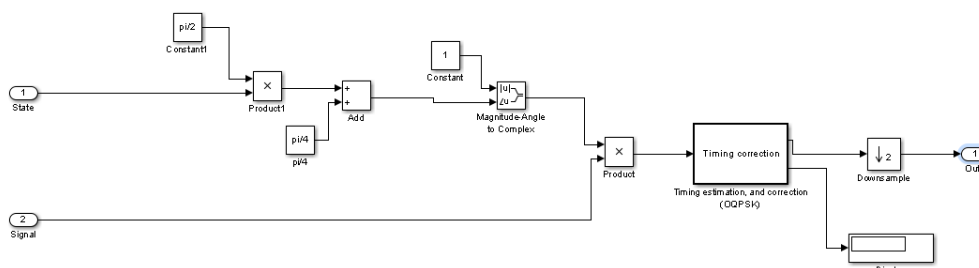 pi/2
Constant1
1
State
×
Product1
+
+
Add
pi/4
pi/4
1
Constant
|u|
∠u
Magnitude-Angle
to Complex
×
Product
Timing correction
Timing estimation, and correction
(OQPSK)
↓2
Downsample
1
Out
2
Signal